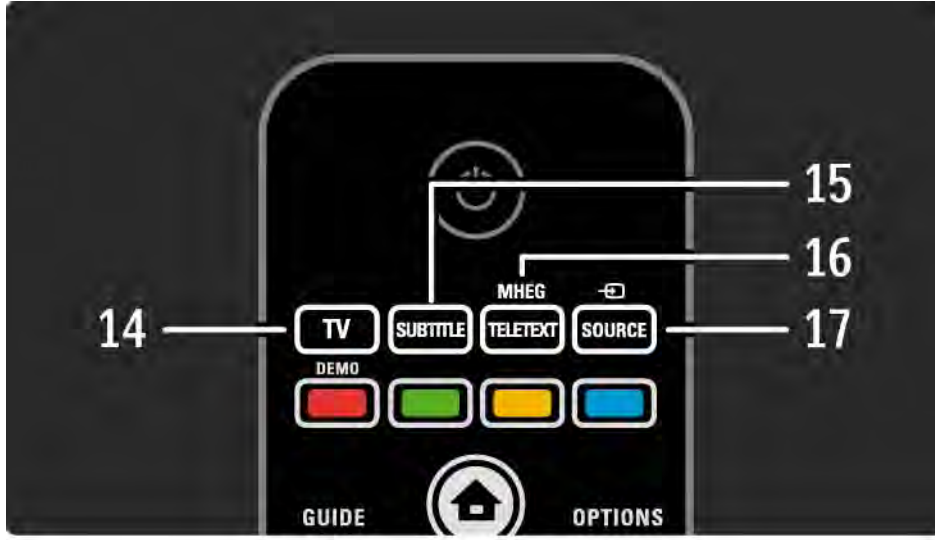 15
MHEG
16
14
TV
SUBTITLE
TELETEXT
SOURCE
17
DEMO
GUIDE
OPTIONS